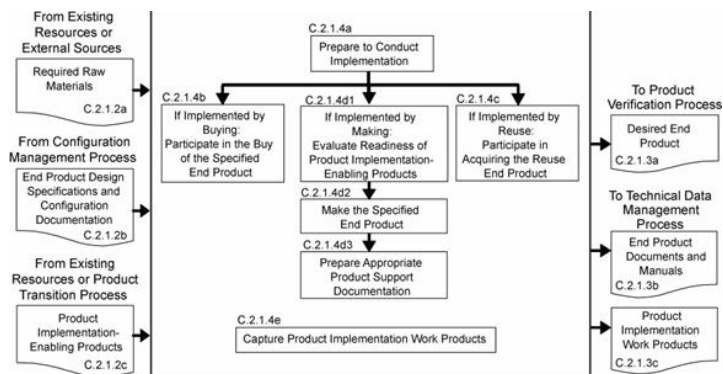 From Existing
Resources or
External Sources
Required Raw
Materials
C.2.1.2a
From Configuration
Management Process
End Product Design
Specifications and
Configuration
Documentation
C.2.1.2b
From Existing
Resources or Product
Transition Process
Product
Implementation-
Enabling Products
C.2.1.2c
C.2.1.4a
Prepare to Conduct
Implementation
C.2.1.4b
If Implemented by
Buying:
Participate in the Buy
of the Specified
End Product
C.2.1.4d1
If Implemented by
Making:
Evaluate Readiness of
Product Implementation-
Enabling Products
C.2.1.4c
If Implemented by
Reuse:
Participate in
Acquiring the Reuse
End Product
C.2.1.4d2
Make the Specified
End Product
C.2.1.4d3
Prepare Appropriate
Product Support
Documentation
C.2.1.4e
Capture Product Implementation Work Products
To Product
Verification Process
Desired End
Product
C.2.1.3a
To Technical Data
Management
Process
End Product
Documents and
Manuals
C.2.1.3b
Product
Implementation
Work Products
C.2.1.3c